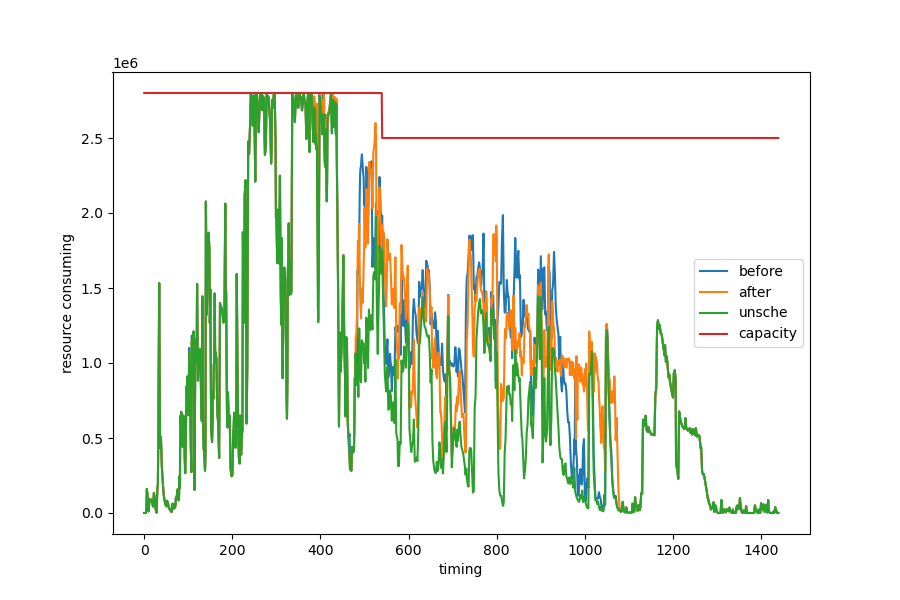 1e6
2.5
2.0
1.5
1.0
0.5
0.0
resource consuming
before
after
unsche
capacity
0 200 400 600 800 1000 1200 1400
timing